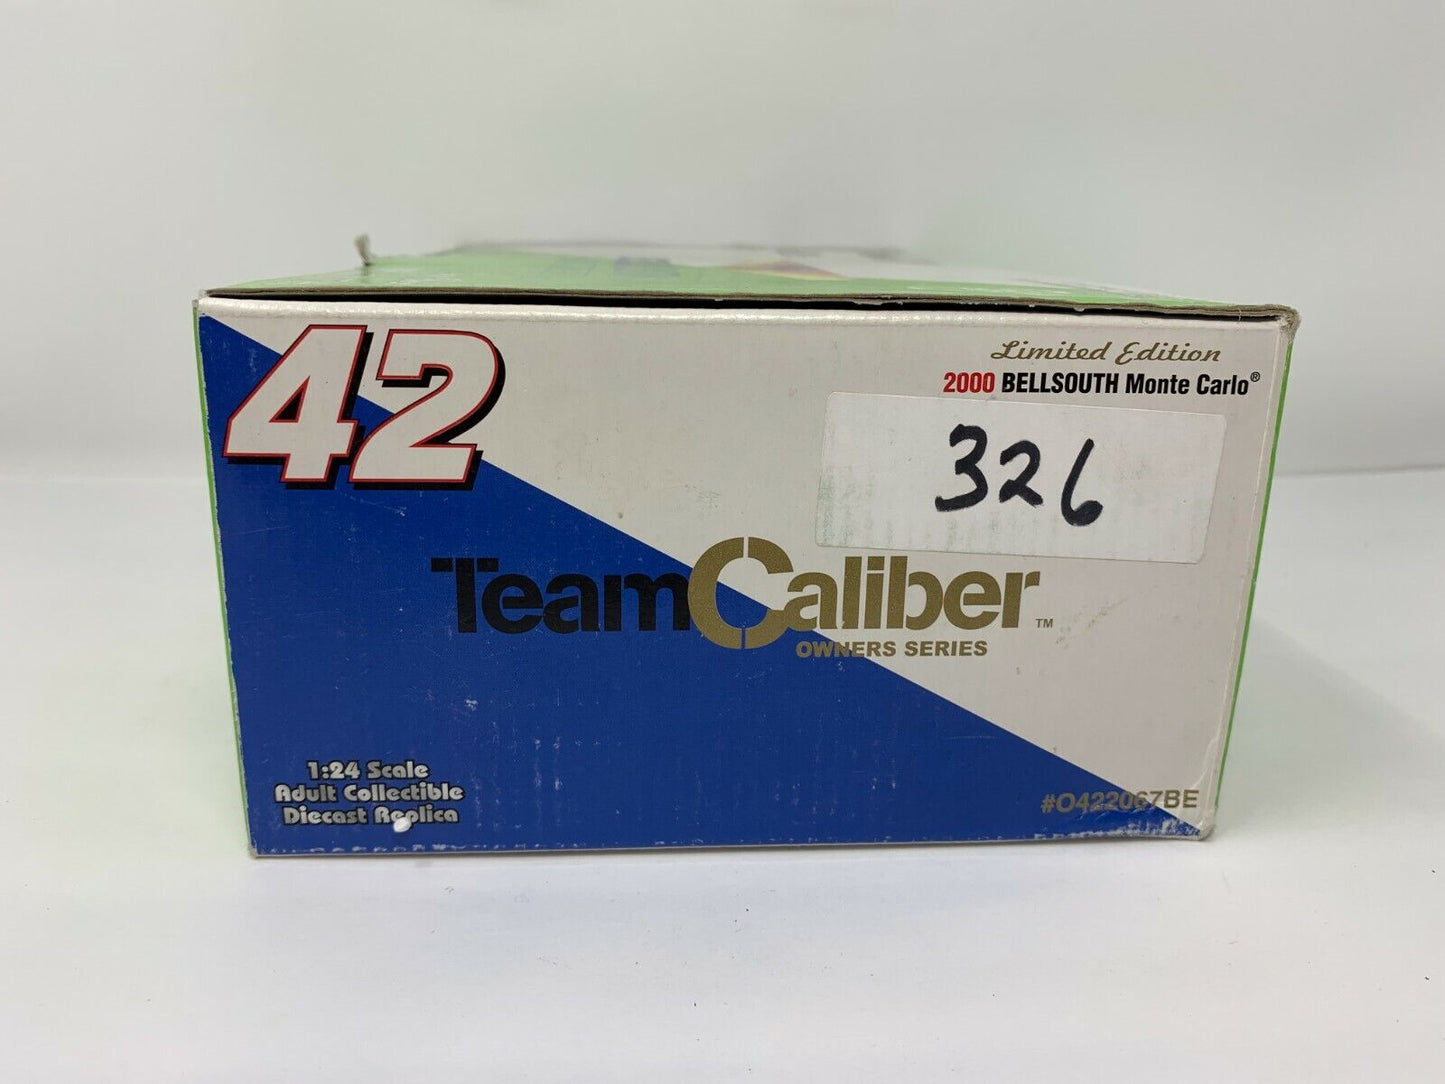 42
Limited Edition
2000 BELLSOUTH Monte Carlo®
326
TeamCaliber™
OWNERS SERIES
1:24 Scale
Adult Collectible
Diecast Replica
#O422067BE